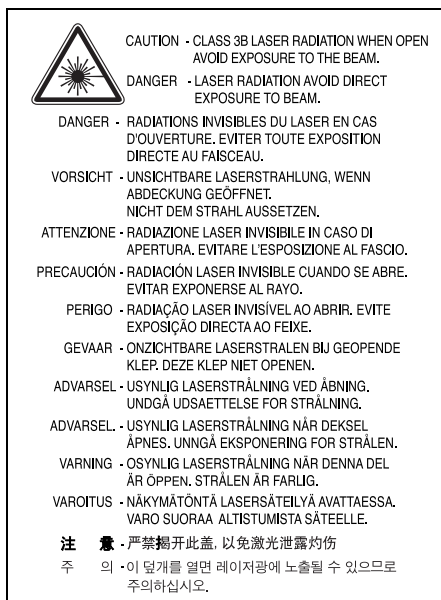 CAUTION - CLASS 3B LASER RADIATION WHEN OPEN
AVOID EXPOSURE TO THE BEAM.
DANGER - LASER RADIATION AVOID DIRECT
EXPOSURE TO BEAM.
DANGER - RADIATIONS INVISIBLES DU LASER EN CAS
D'OUVERTURE. EVITER TOUTE EXPOSITION
DIRECTE AU FAISCEAU.
VORSICHT - UNSICHTBARE LASERSTRAHLUNG, WENN
ABDECKUNG GEÖFFNET.
NICHT DEM STRAHL AUSSETZEN.
ATTENZIONE - RADIAZIONE LASER INVISIBILE IN CASO DI
APERTURA. EVITARE L'ESPOSIZIONE AL FASCIO.
PRECAUCIÓN - RADIACIÓN LASER INVISIBLE CUANDO SE ABRE.
EVITAR EXPONERSE AL RAYO.
PERIGO - RADIAÇÃO LASER INVISÍVEL AO ABRIR. EVITE
EXPOSIÇÃO DIRECTA AO FEIXE.
GEVAAR - ONZICHTBARE LASERSTRALEN BIJ GEOPENDE
KLEP. DEZE KLEP NIET OPENEN.
ADVARSEL - USYNLIG LASERSTRÅLNING VED ÅBNING.
UNDGÅ UDSAETTELSE FOR STRÅLNING.
ADVARSEL. - USYNLIG LASERSTRÅLNING NÅR DEKSEL
ÅPNES. UNNGÅ EKSPONERING FOR STRÅLEN.
VARNING - OSYNLIG LASERSTRÅLNING NÄR DENNA DEL
ÄR ÖPPEN. STRÅLEN ÄR FARLIG.
VAROITUS - NÄKYMÄTÖNTÄ LASERSÄTEILYÄ AVATTAESSA.
VARO SUORAA ALTISTUMISTA SÄTEELLE.
注 意 - 严禁揭开此盖, 以免激光泄露灼伤
주 의 - 이 덮개를 열면 레이저광에 노출될 수 있으므로
주의하십시오.